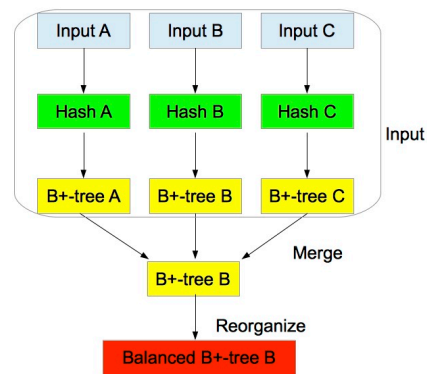 Input A Input B Input C
Hash A Hash B Hash C
Input
B+-tree A B+-tree B B+-tree C
Merge
B+-tree B
Reorganize
Balanced B+-tree B